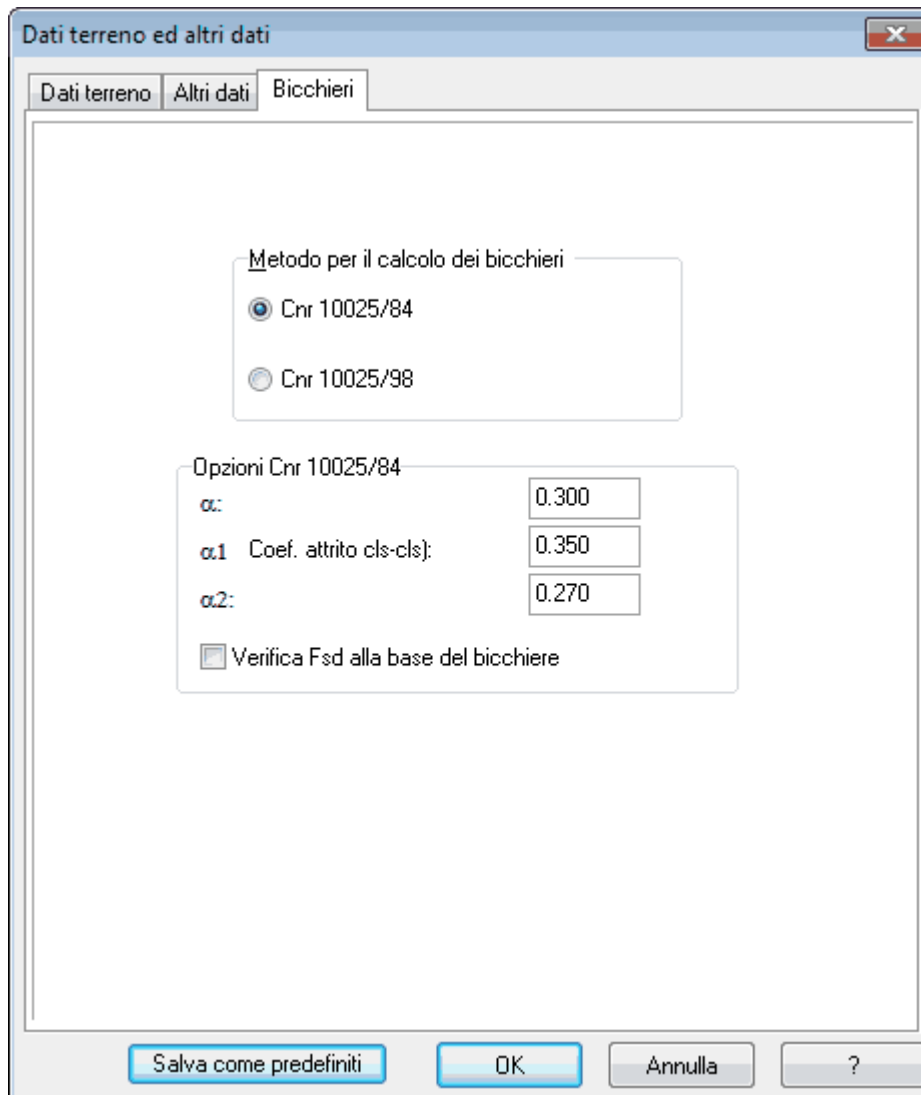 Dati terreno ed altri dati
Dati terreno Altri dati Bicchieri
Metodo per il calcolo dei bicchieri
Cnr 10025/84
Cnr 10025/98
Opzioni Cnr 10025/84
α: 0.300
α1 Coef. attrito cls-cls): 0.350
α2: 0.270
Verifica Fsd alla base del bicchiere
Salva come predefiniti OK Annulla ?